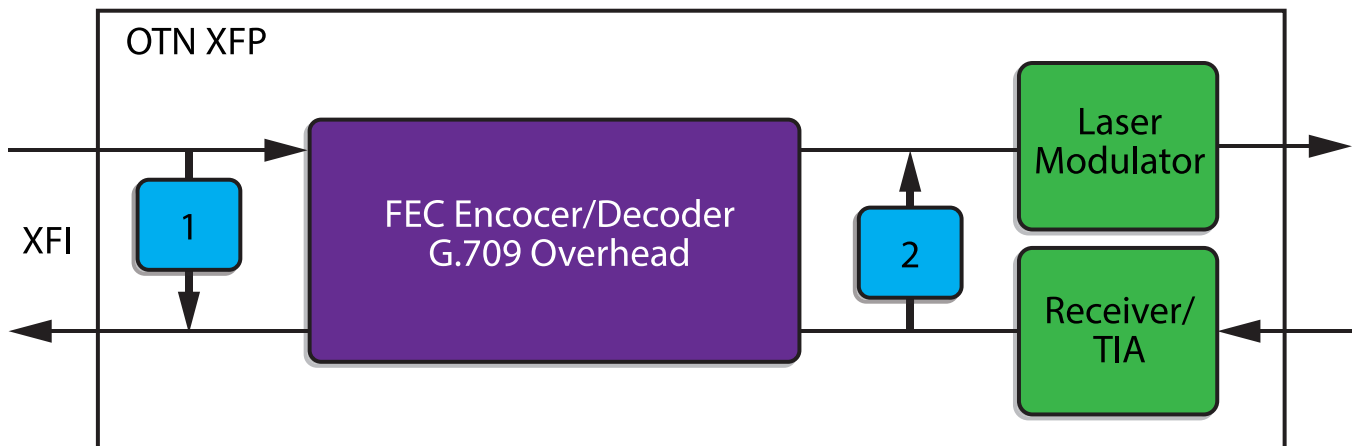 OTN XFP
Laser
Modulator
1
FEC Encocer/Decoder
G.709 Overhead
XFI
2
Receiver/
TIA